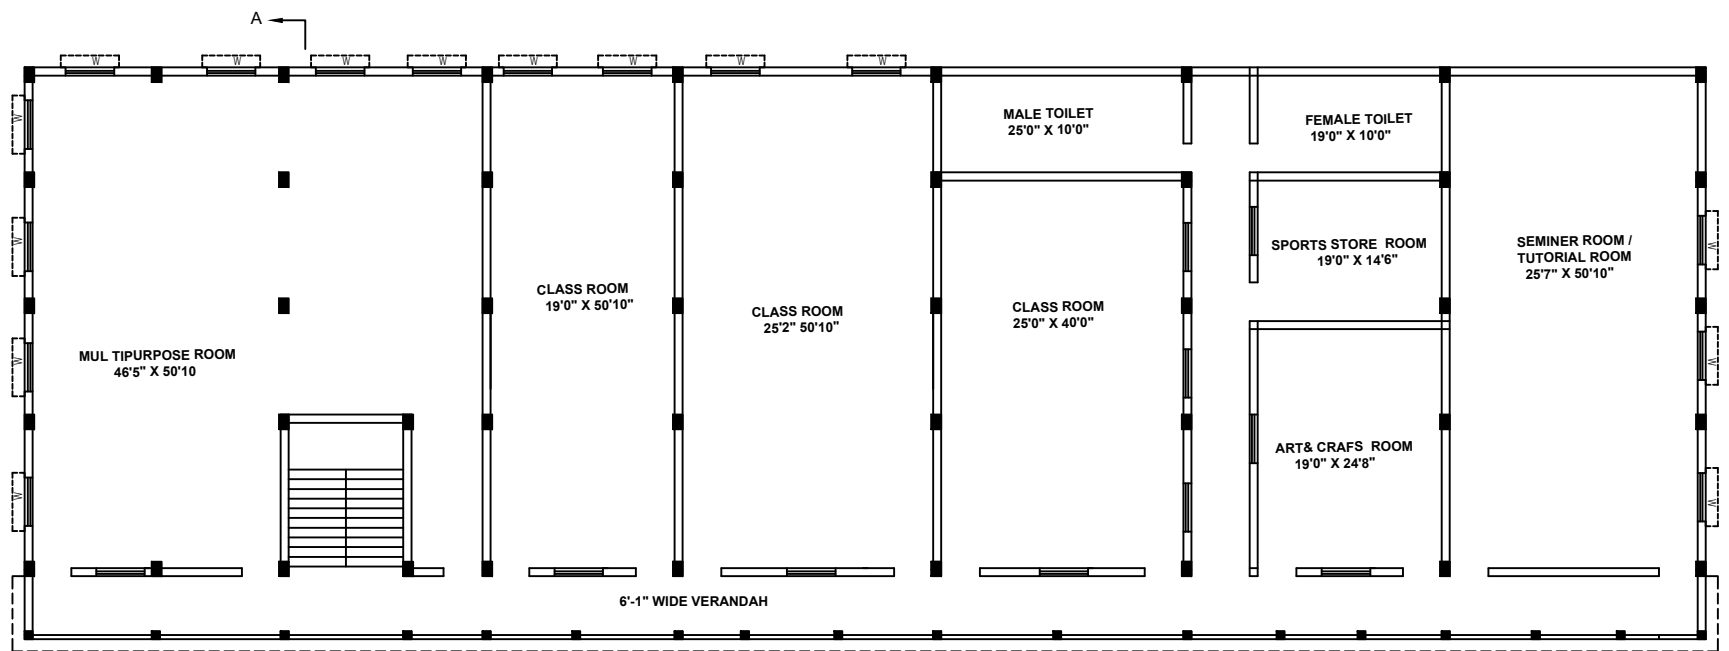 A
W W W W W W W W
MALE TOILET
25'0" X 10'0"
FEMALE TOILET
19'0" X 10'0"
W
W
W
W
SPORTS STORE ROOM
19'0" X 14'6"
SEMINER ROOM /
TUTORIAL ROOM
25'7" X 50'10"
W
W
W
CLASS ROOM
19'0" X 50'10"
CLASS ROOM
25'2" 50'10"
CLASS ROOM
25'0" X 40'0"
MUL TIPURPOSE ROOM
46'5" X 50'10
ART& CRAFS ROOM
19'0" X 24'8"
6'-1" WIDE VERANDAH